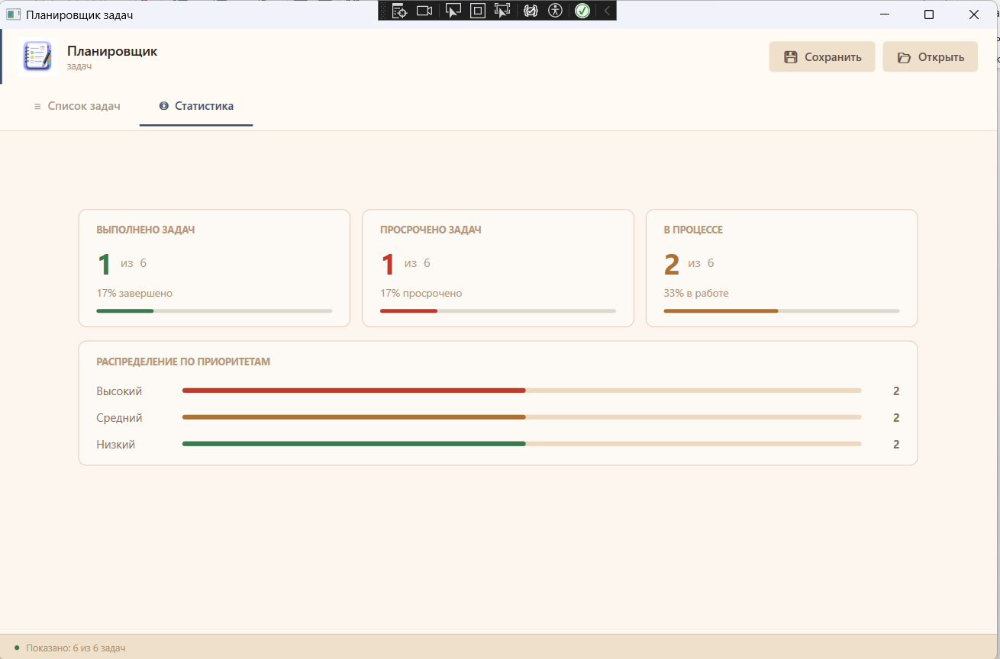 Планировщик задач
Планировщик
задач
Сохранить
Открыть
Список задач
Статистика
ВЫПОЛНЕНО ЗАДАЧ
1 из 6
17% завершено
ПРОСРОЧЕНО ЗАДАЧ
1 из 6
17% просрочено
В ПРОЦЕССЕ
2 из 6
33% в работе
РАСПРЕДЕЛЕНИЕ ПО ПРИОРИТЕТАМ
Высокий 2
Средний 2
Низкий 2
Показано: 6 из 6 задач